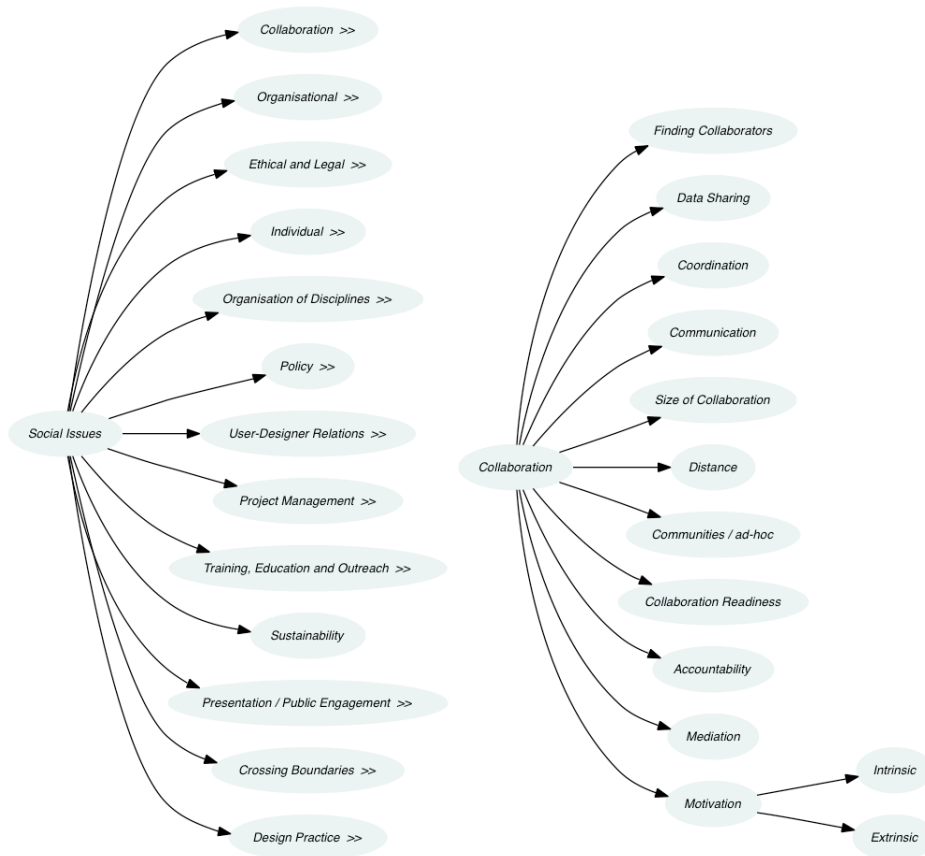 Collaboration >>
Organisational >>
Ethical and Legal >>
Individual >>
Organisation of Disciplines >>
Policy >>
Social Issues
User-Designer Relations >>
Project Management >>
Training, Education and Outreach >>
Sustainability
Presentation / Public Engagement >>
Crossing Boundaries >>
Design Practice >>
Finding Collaborators
Data Sharing
Coordination
Communication
Size of Collaboration
Collaboration
Distance
Communities / ad-hoc
Collaboration Readiness
Accountability
Mediation
Motivation
Intrinsic
Extrinsic